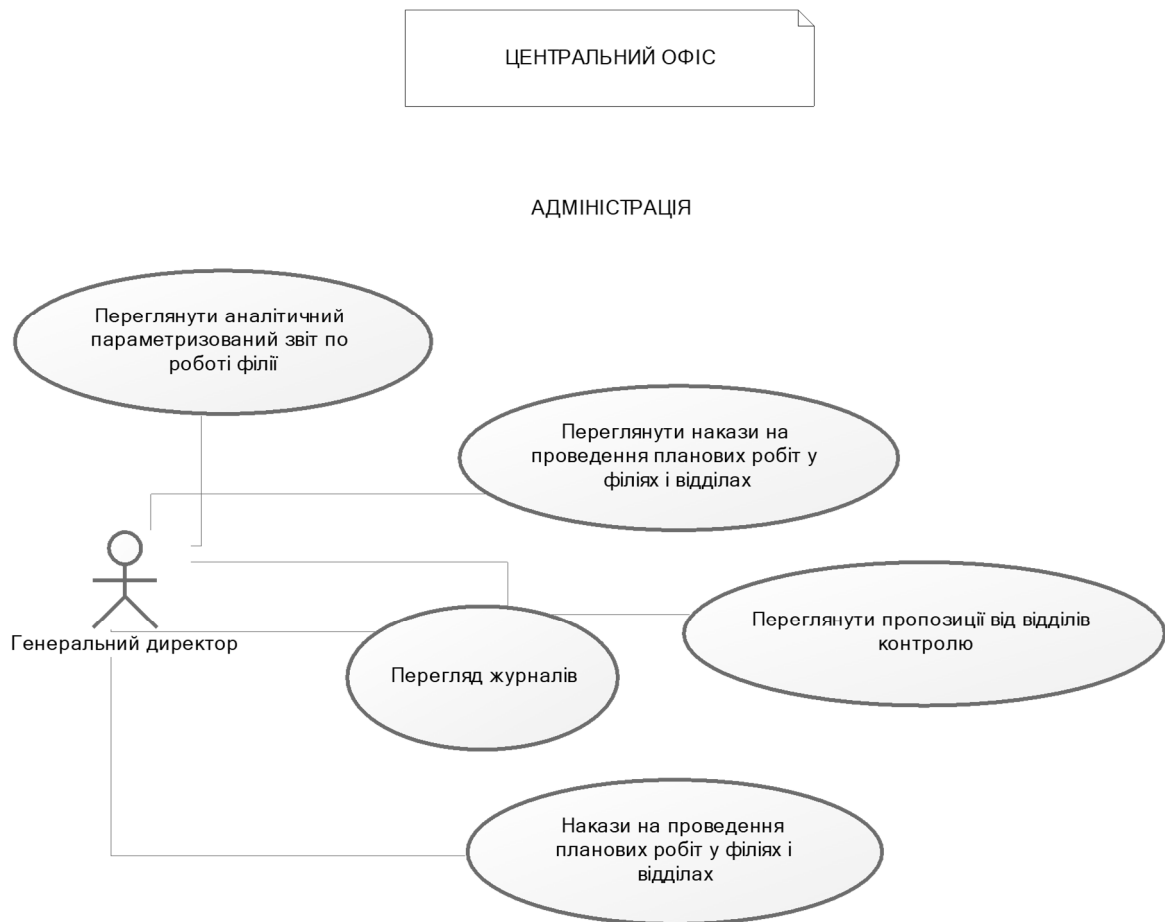 ЦЕНТРАЛЬНИЙ ОФІС
АДМІНІСТРАЦІЯ
Переглянути аналітичний
параметризований звіт по
роботі філії
Переглянути накази на
проведення планових робіт у
філіях і відділах
Переглянути пропозиції від відділів
контролю
Генеральний директор
Перегляд журналів
Накази на проведення
планових робіт у філіях і
відділах